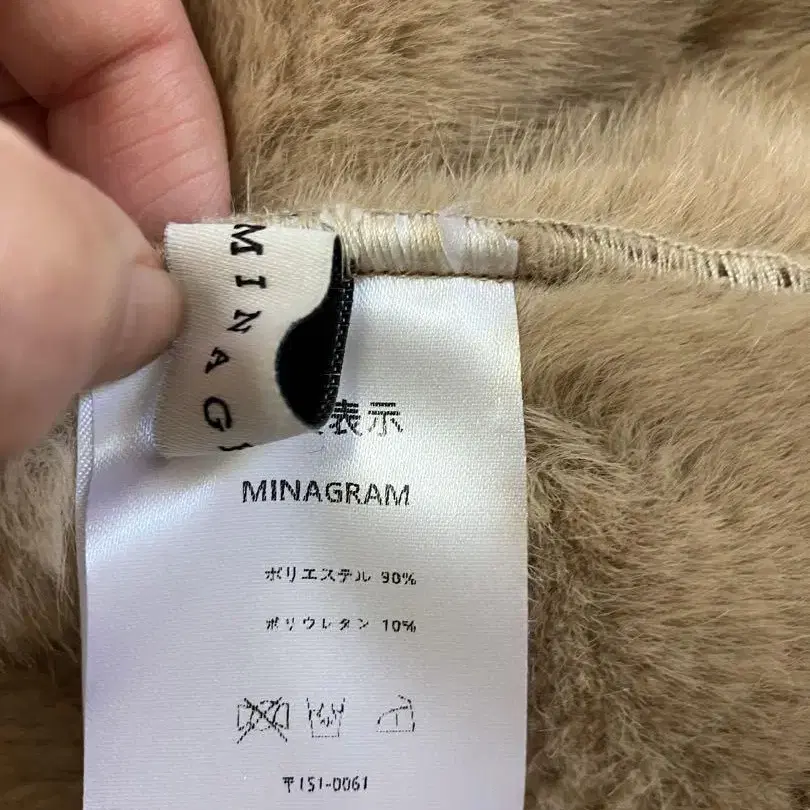 MINAG
表示
MINAGRAM
ポリエステル 90%
ポリウレタン 10%
〒151-0061